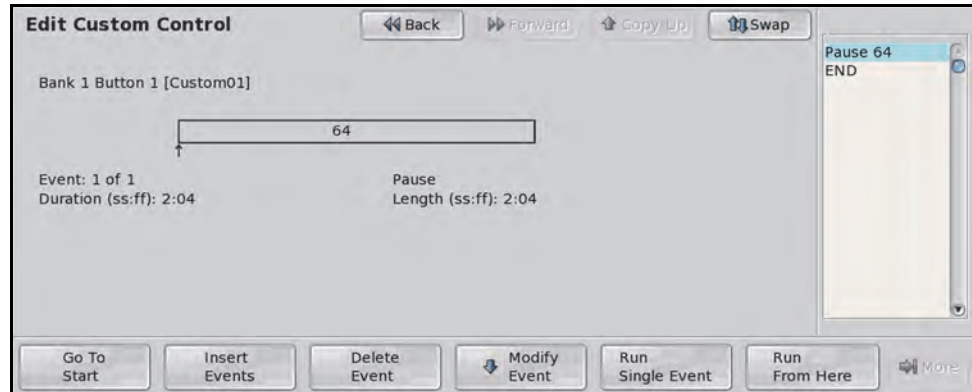 Edit Custom Control
Back
Forward
Copy Up
Swap
Bank 1 Button 1 [Custom01]
64
Event: 1 of 1
Pause
Duration (ss:ff): 2:04
Length (ss:ff): 2:04
Pause 64
END
Go To
Start
Insert
Events
Delete
Event
Modify
Event
Run
Single Event
Run
From Here
More